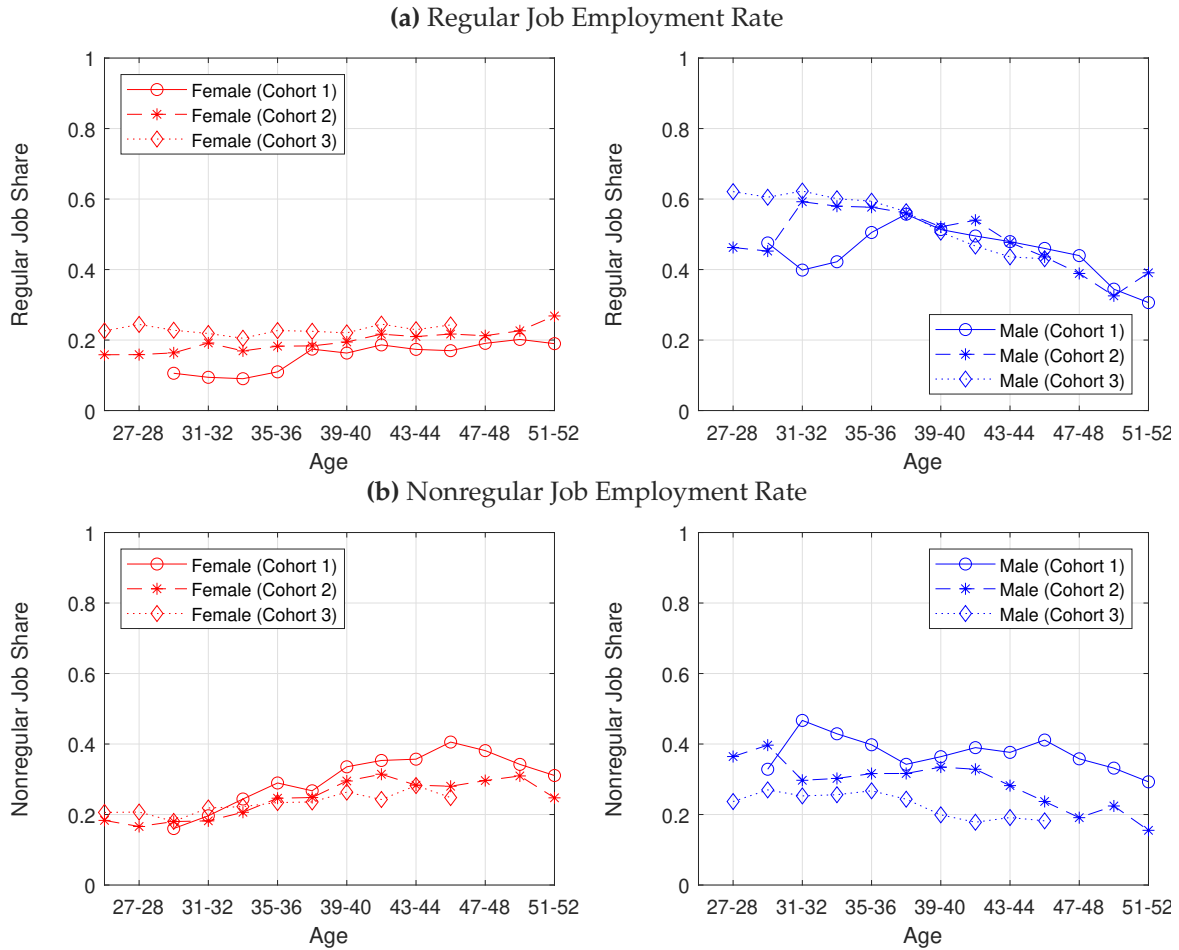 (a) Regular Job Employment Rate
1
0.8
0.6
0.4
0.2
0
Regular Job Share
Female (Cohort 1)
Female (Cohort 2)
Female (Cohort 3)
27-28 31-32 35-36 39-40 43-44 47-48 51-52
Age
1
0.8
0.6
0.4
0.2
0
Regular Job Share
Male (Cohort 1)
Male (Cohort 2)
Male (Cohort 3)
27-28 31-32 35-36 39-40 43-44 47-48 51-52
Age
(b) Nonregular Job Employment Rate
1
0.8
0.6
0.4
0.2
0
Nonregular Job Share
Female (Cohort 1)
Female (Cohort 2)
Female (Cohort 3)
27-28 31-32 35-36 39-40 43-44 47-48 51-52
Age
1
0.8
0.6
0.4
0.2
0
Nonregular Job Share
Male (Cohort 1)
Male (Cohort 2)
Male (Cohort 3)
27-28 31-32 35-36 39-40 43-44 47-48 51-52
Age